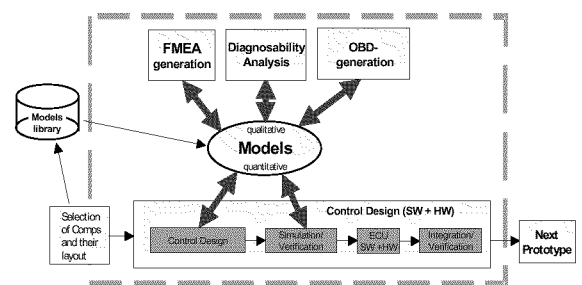 FMEA
generation
Diagnosability
Analysis
OBD-
generation
Models
library
qualitative
Models
quantitative
Selection
of Comps
and their
layout
Control Design (SW + HW)
Control Design
Simulation/
Verification
ECU
SW +HW
Integration/
Verification
Next
Prototype